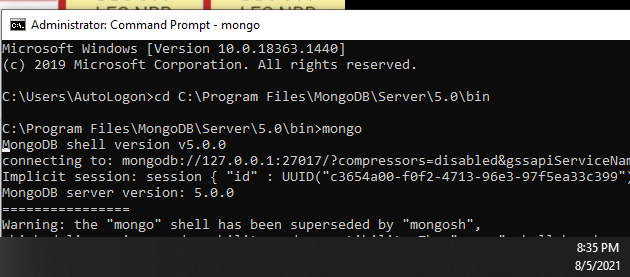 Administrator: Command Prompt - mongo
Microsoft Windows [Version 10.0.18363.1440]
(c) 2019 Microsoft Corporation. All rights reserved.
C:\Users\AutoLogon>cd C:\Program Files\MongoDB\Server\5.0\bin
C:\Program Files\MongoDB\Server\5.0\bin>mongo
MongoDB shell version v5.0.0
connecting to: mongodb://127.0.0.1:27017/?compressors=disabled&gssapiServiceNam
Implicit session: session { "id" : UUID("c3654a00-f0f2-4713-96e3-97f5ea33c399")
MongoDB server version: 5.0.0
================
Warning: the "mongo" shell has been superseded by "mongosh",
8:35 PM
8/5/2021